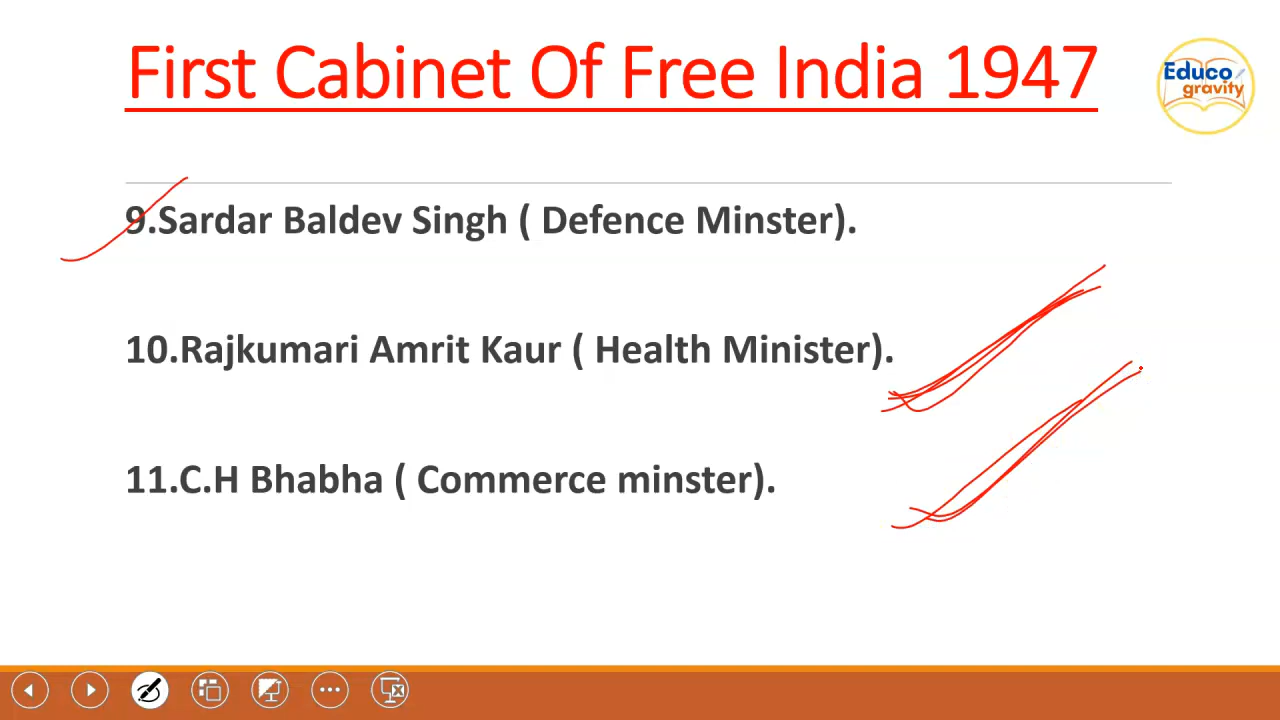 First Cabinet Of Free India 1947
Educo
gravity
9.Sardar Baldev Singh ( Defence Minster).
10.Rajkumari Amrit Kaur ( Health Minister).
11.C.H Bhabha ( Commerce minster).